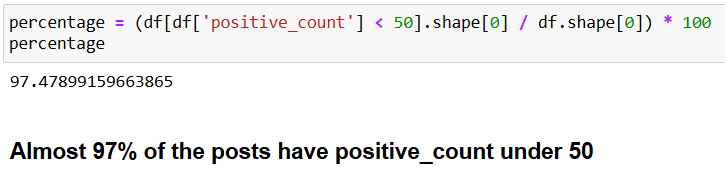 percentage = (df[df['positive_count'] < 50].shape[0] / df.shape[0]) * 100
percentage
97.47899159663865
Almost 97% of the posts have positive_count under 50